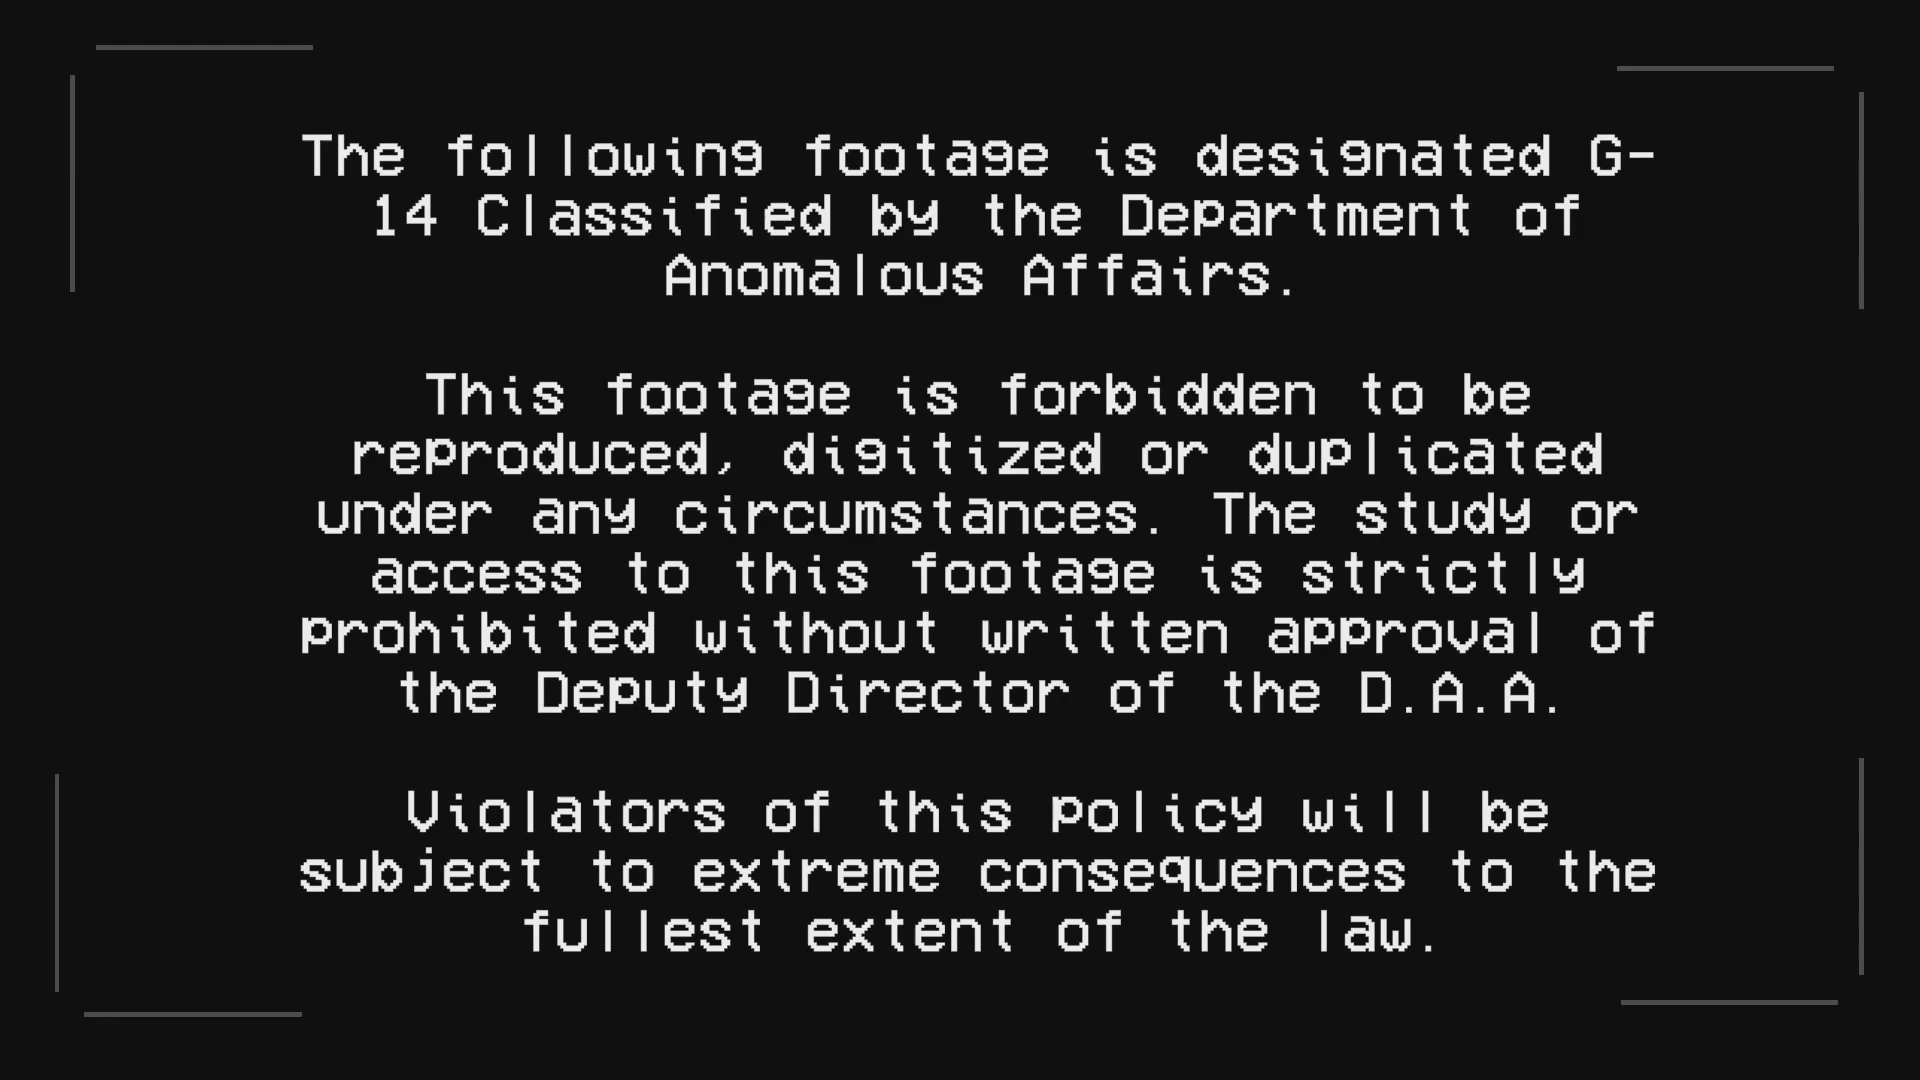 The following footage is designated G-
14 Classified by the Department of
Anomalous Affairs.
This footage is forbidden to be
reproduced, digitized or duplicated
under any circumstances. The study or
access to this footage is strictly
prohibited without written approval of
the Deputy Director of the D.A.A.
Violators of this policy will be
subject to extreme consequences to the
fullest extent of the law.